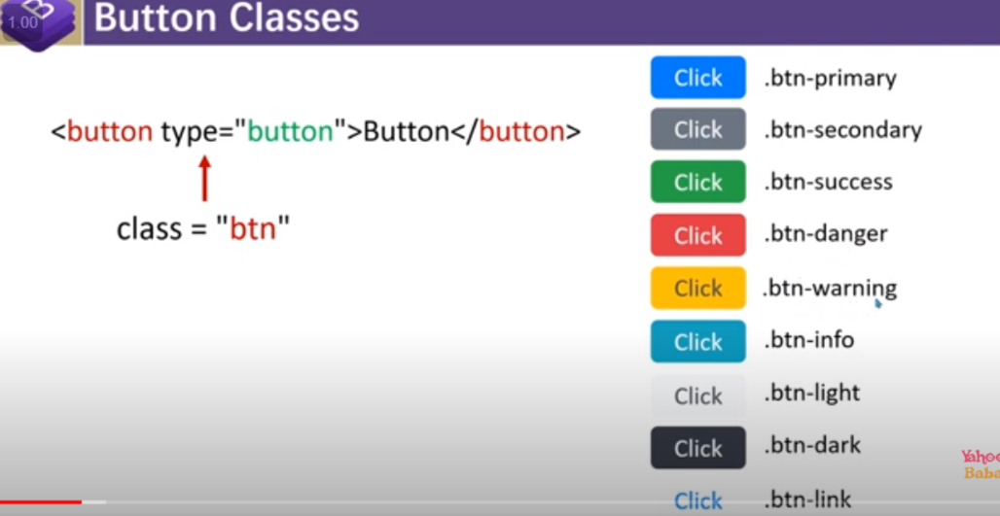 1.00
Button Classes
<button type="button">Button</button>
class = "btn"
Click .btn-primary
Click .btn-secondary
Click .btn-success
Click .btn-danger
Click .btn-warning
Click .btn-info
Click .btn-light
Click .btn-dark
Click .btn-link
Yahoo
Baba